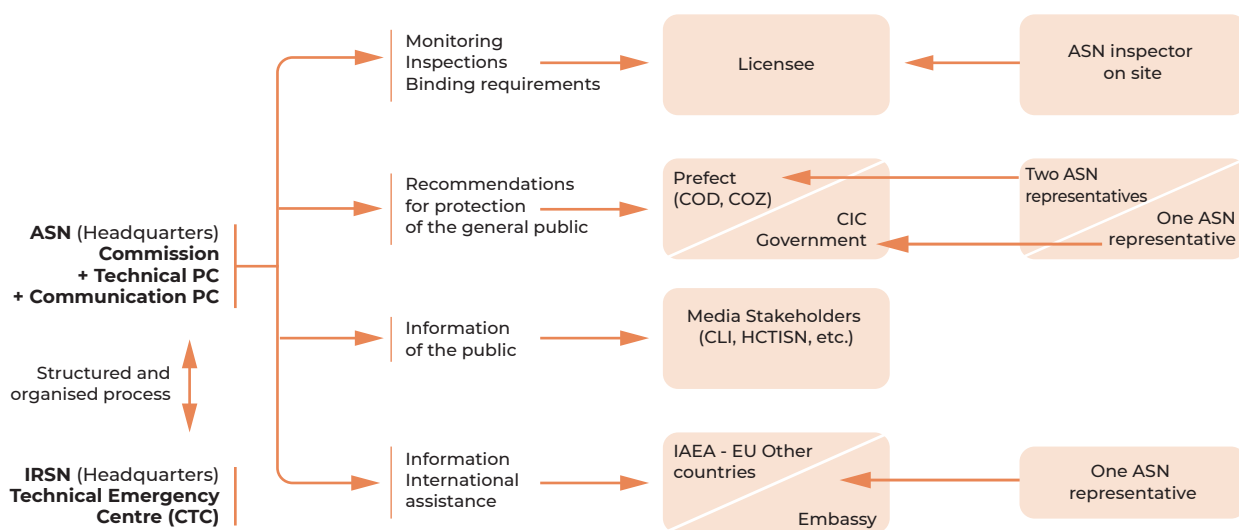 ASN (Headquarters)
Commission
+ Technical PC
+ Communication PC
Structured and
organised process
IRSN (Headquarters)
Technical Emergency
Centre (CTC)
Monitoring
Inspections
Binding requirements
Licensee
ASN inspector
on site
Recommendations
for protection
of the general public
Prefect
(COD, COZ)
CIC
Government
Two ASN
representatives
One ASN
representative
Information
of the public
Media Stakeholders
(CLI, HCTISN, etc.)
Information
International
assistance
IAEA - EU Other
countries
Embassy
One ASN
representative